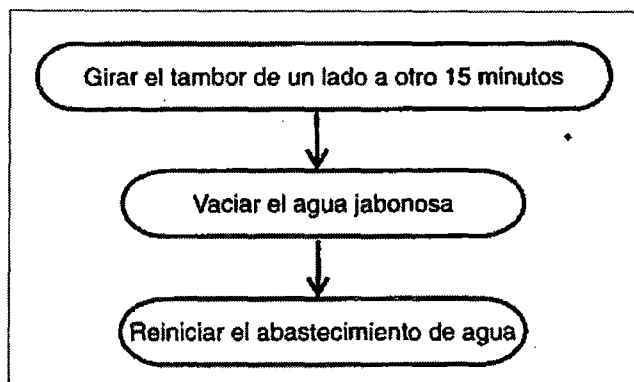 Girar el tambor de un lado a otro 15 minutos
Vaciar el agua jabonosa
Reiniciar el abastecimiento de agua